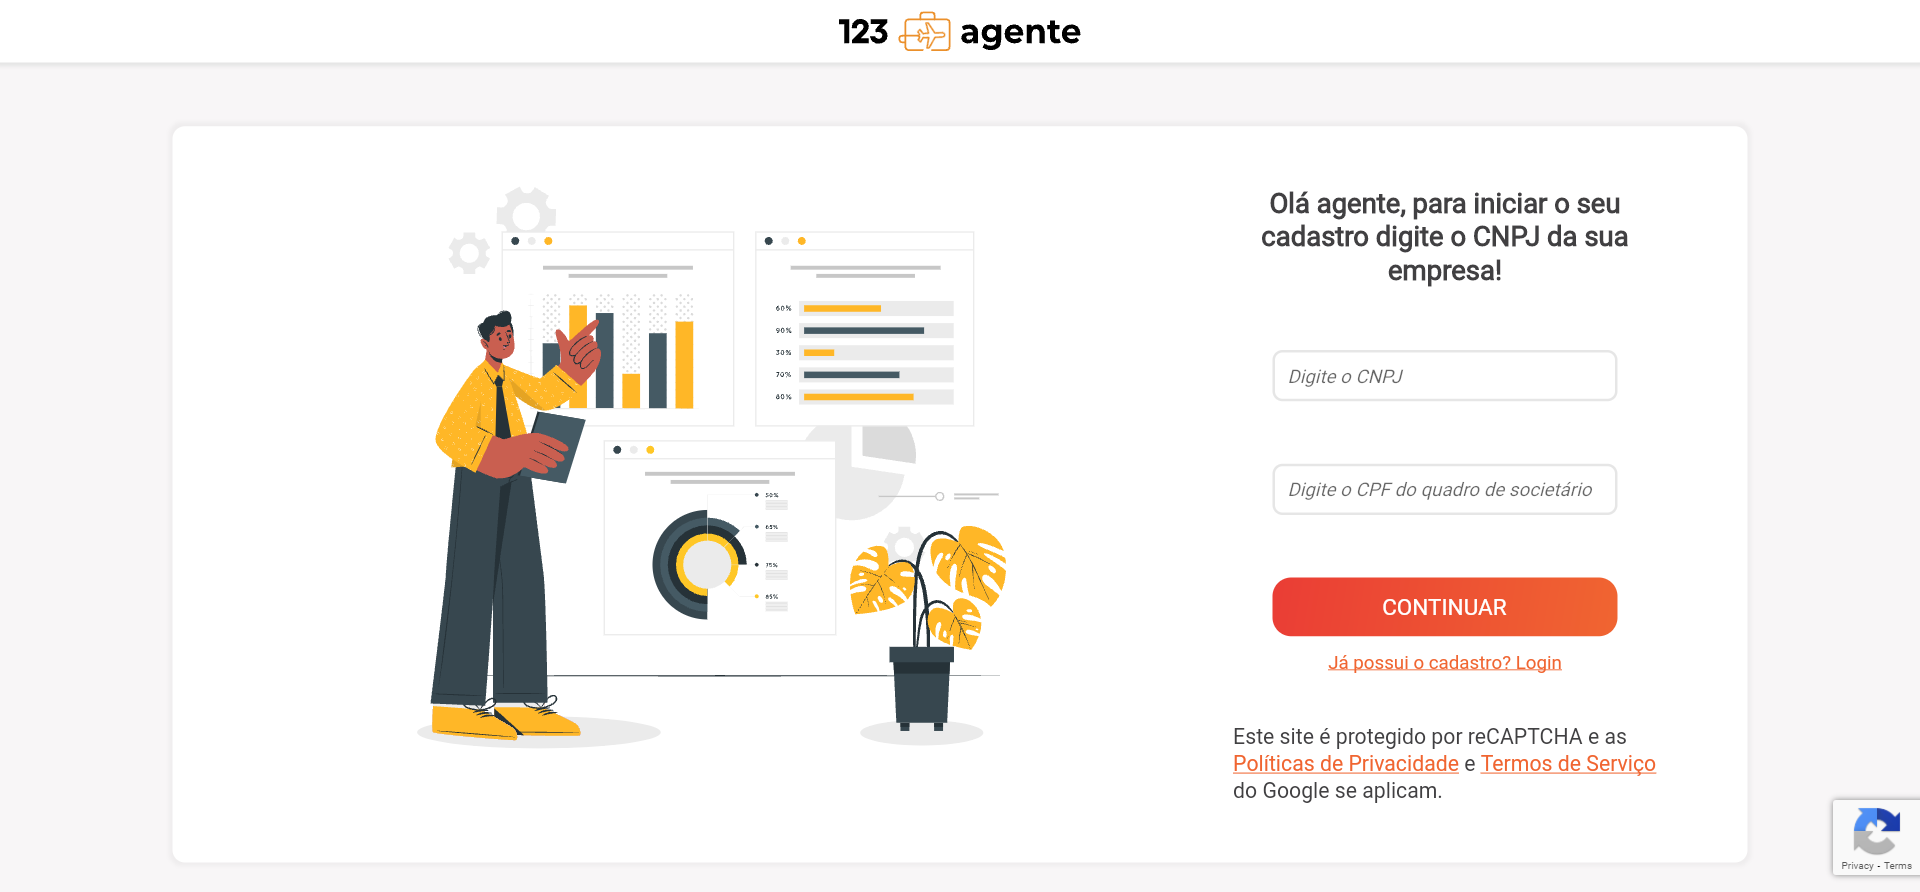 123 agente
Olá agente, para iniciar o seu
cadastro digite o CNPJ da sua
empresa!
60%
90%
30%
70%
80%
Digite o CNPJ
Digite o CPF do quadro de societário
50%
65%
75%
85%
CONTINUAR
Já possui o cadastro? Login
Este site é protegido por reCAPTCHA e as
Políticas de Privacidade e Termos de Serviço
do Google se aplicam.
Privacy - Terms